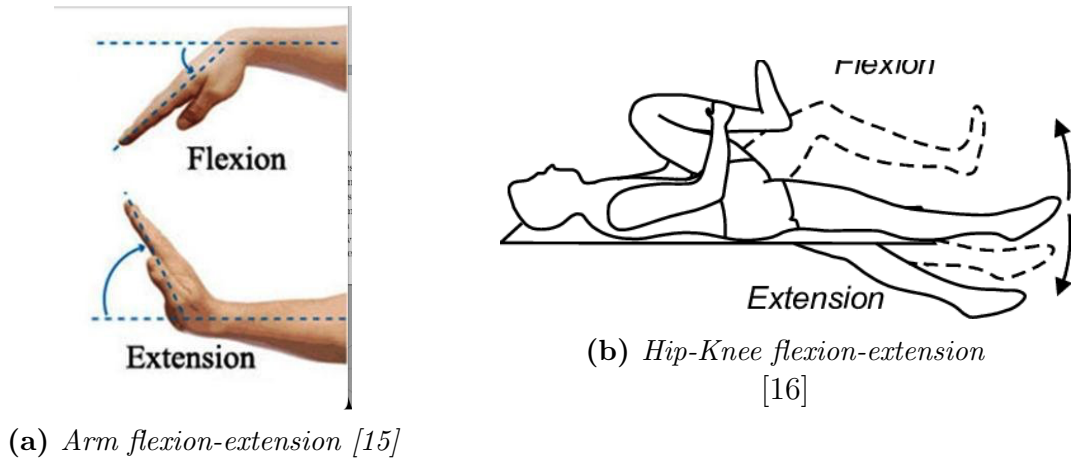 Flexion
Extension
(a) Arm flexion-extension [15]
Flexion
Extension
(b) Hip-Knee flexion-extension
[16]